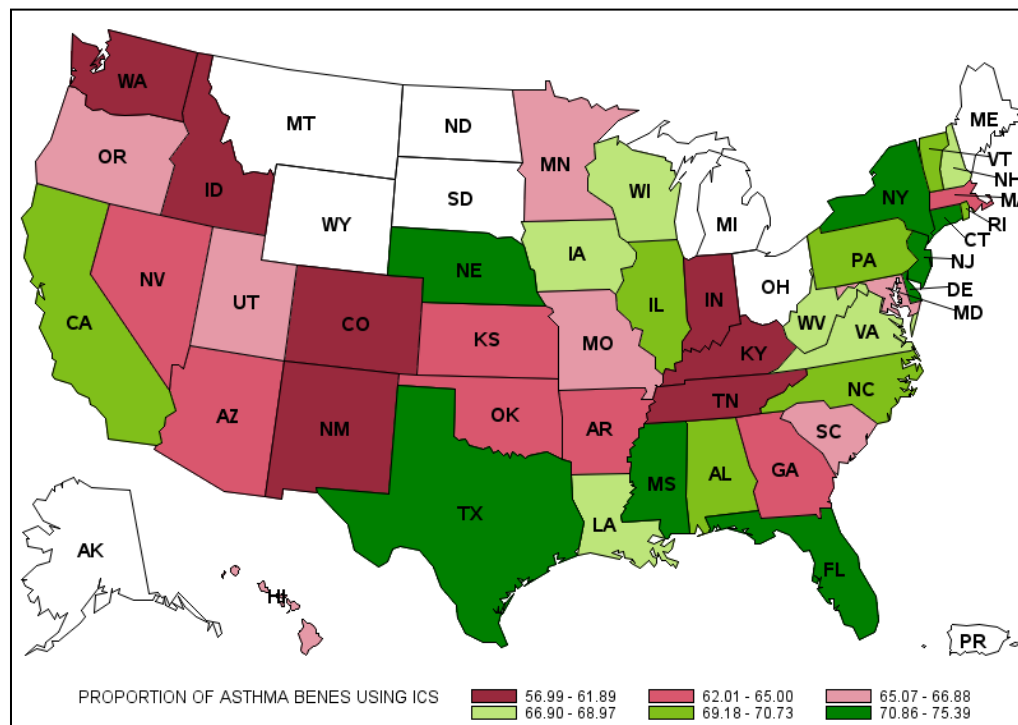 WA
ME
MT
ND
VT
OR
MN
NH
ID
WI
MA
SD
NY
MI
RI
WY
CT
IA
PA
NJ
NE
NV
OH
DE
UT
IL
IN
CA
CO
MD
WV
VA
KS
MO
KY
NC
TN
AZ
OK
NM
AR
SC
GA
MS
AL
TX
LA
AK
FL
HI
PR
PROPORTION OF ASTHMA BENES USING ICS
56.99 - 61.89
62.01 - 65.00
65.07 - 66.88
66.90 - 68.97
69.18 - 70.73
70.86 - 75.39